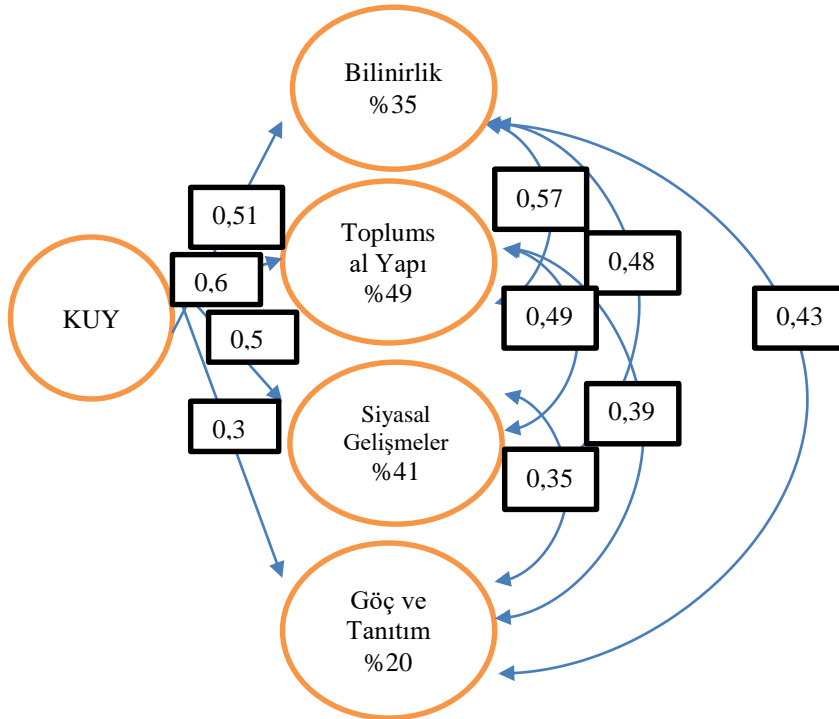 Bilinirlik
%35
0,51
0,57
Toplums
al Yapı
%49
0,6
0,48
KUY
0,49
0,43
0,5
Siyasal
Gelişmeler
%41
0,3
0,39
0,35
Göç ve
Tanıtım
%20